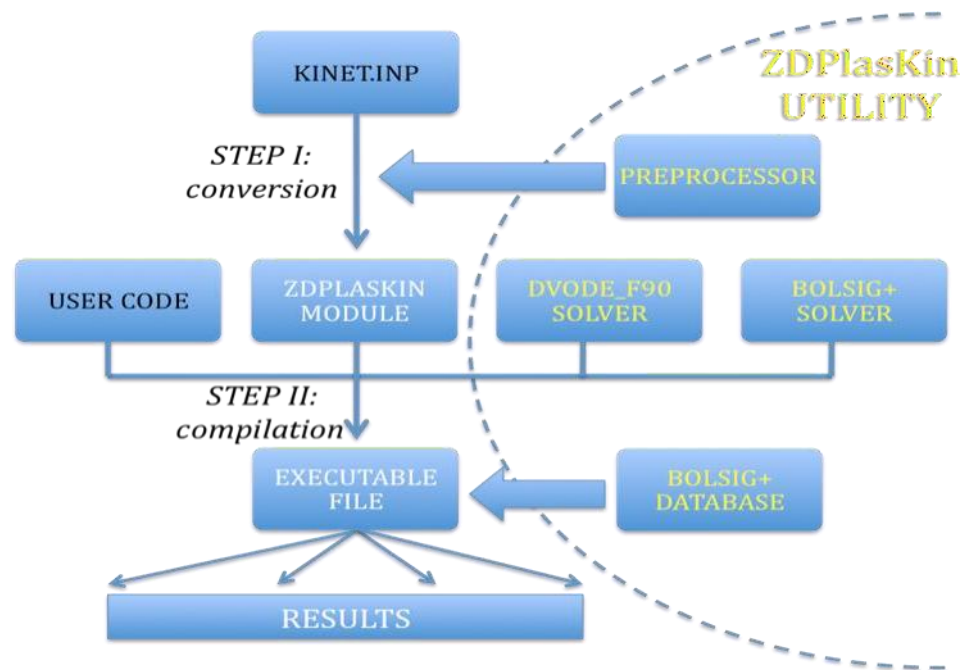 KINET.INP
ZDPlasKin
UTILITY
STEP I:
conversion
PREPROCESSOR
USER CODE
ZDPLASKIN
MODULE
DVODE_F90
SOLVER
BOLSIG+
SOLVER
STEP II:
compilation
EXECUTABLE
FILE
BOLSIG+
DATABASE
RESULTS